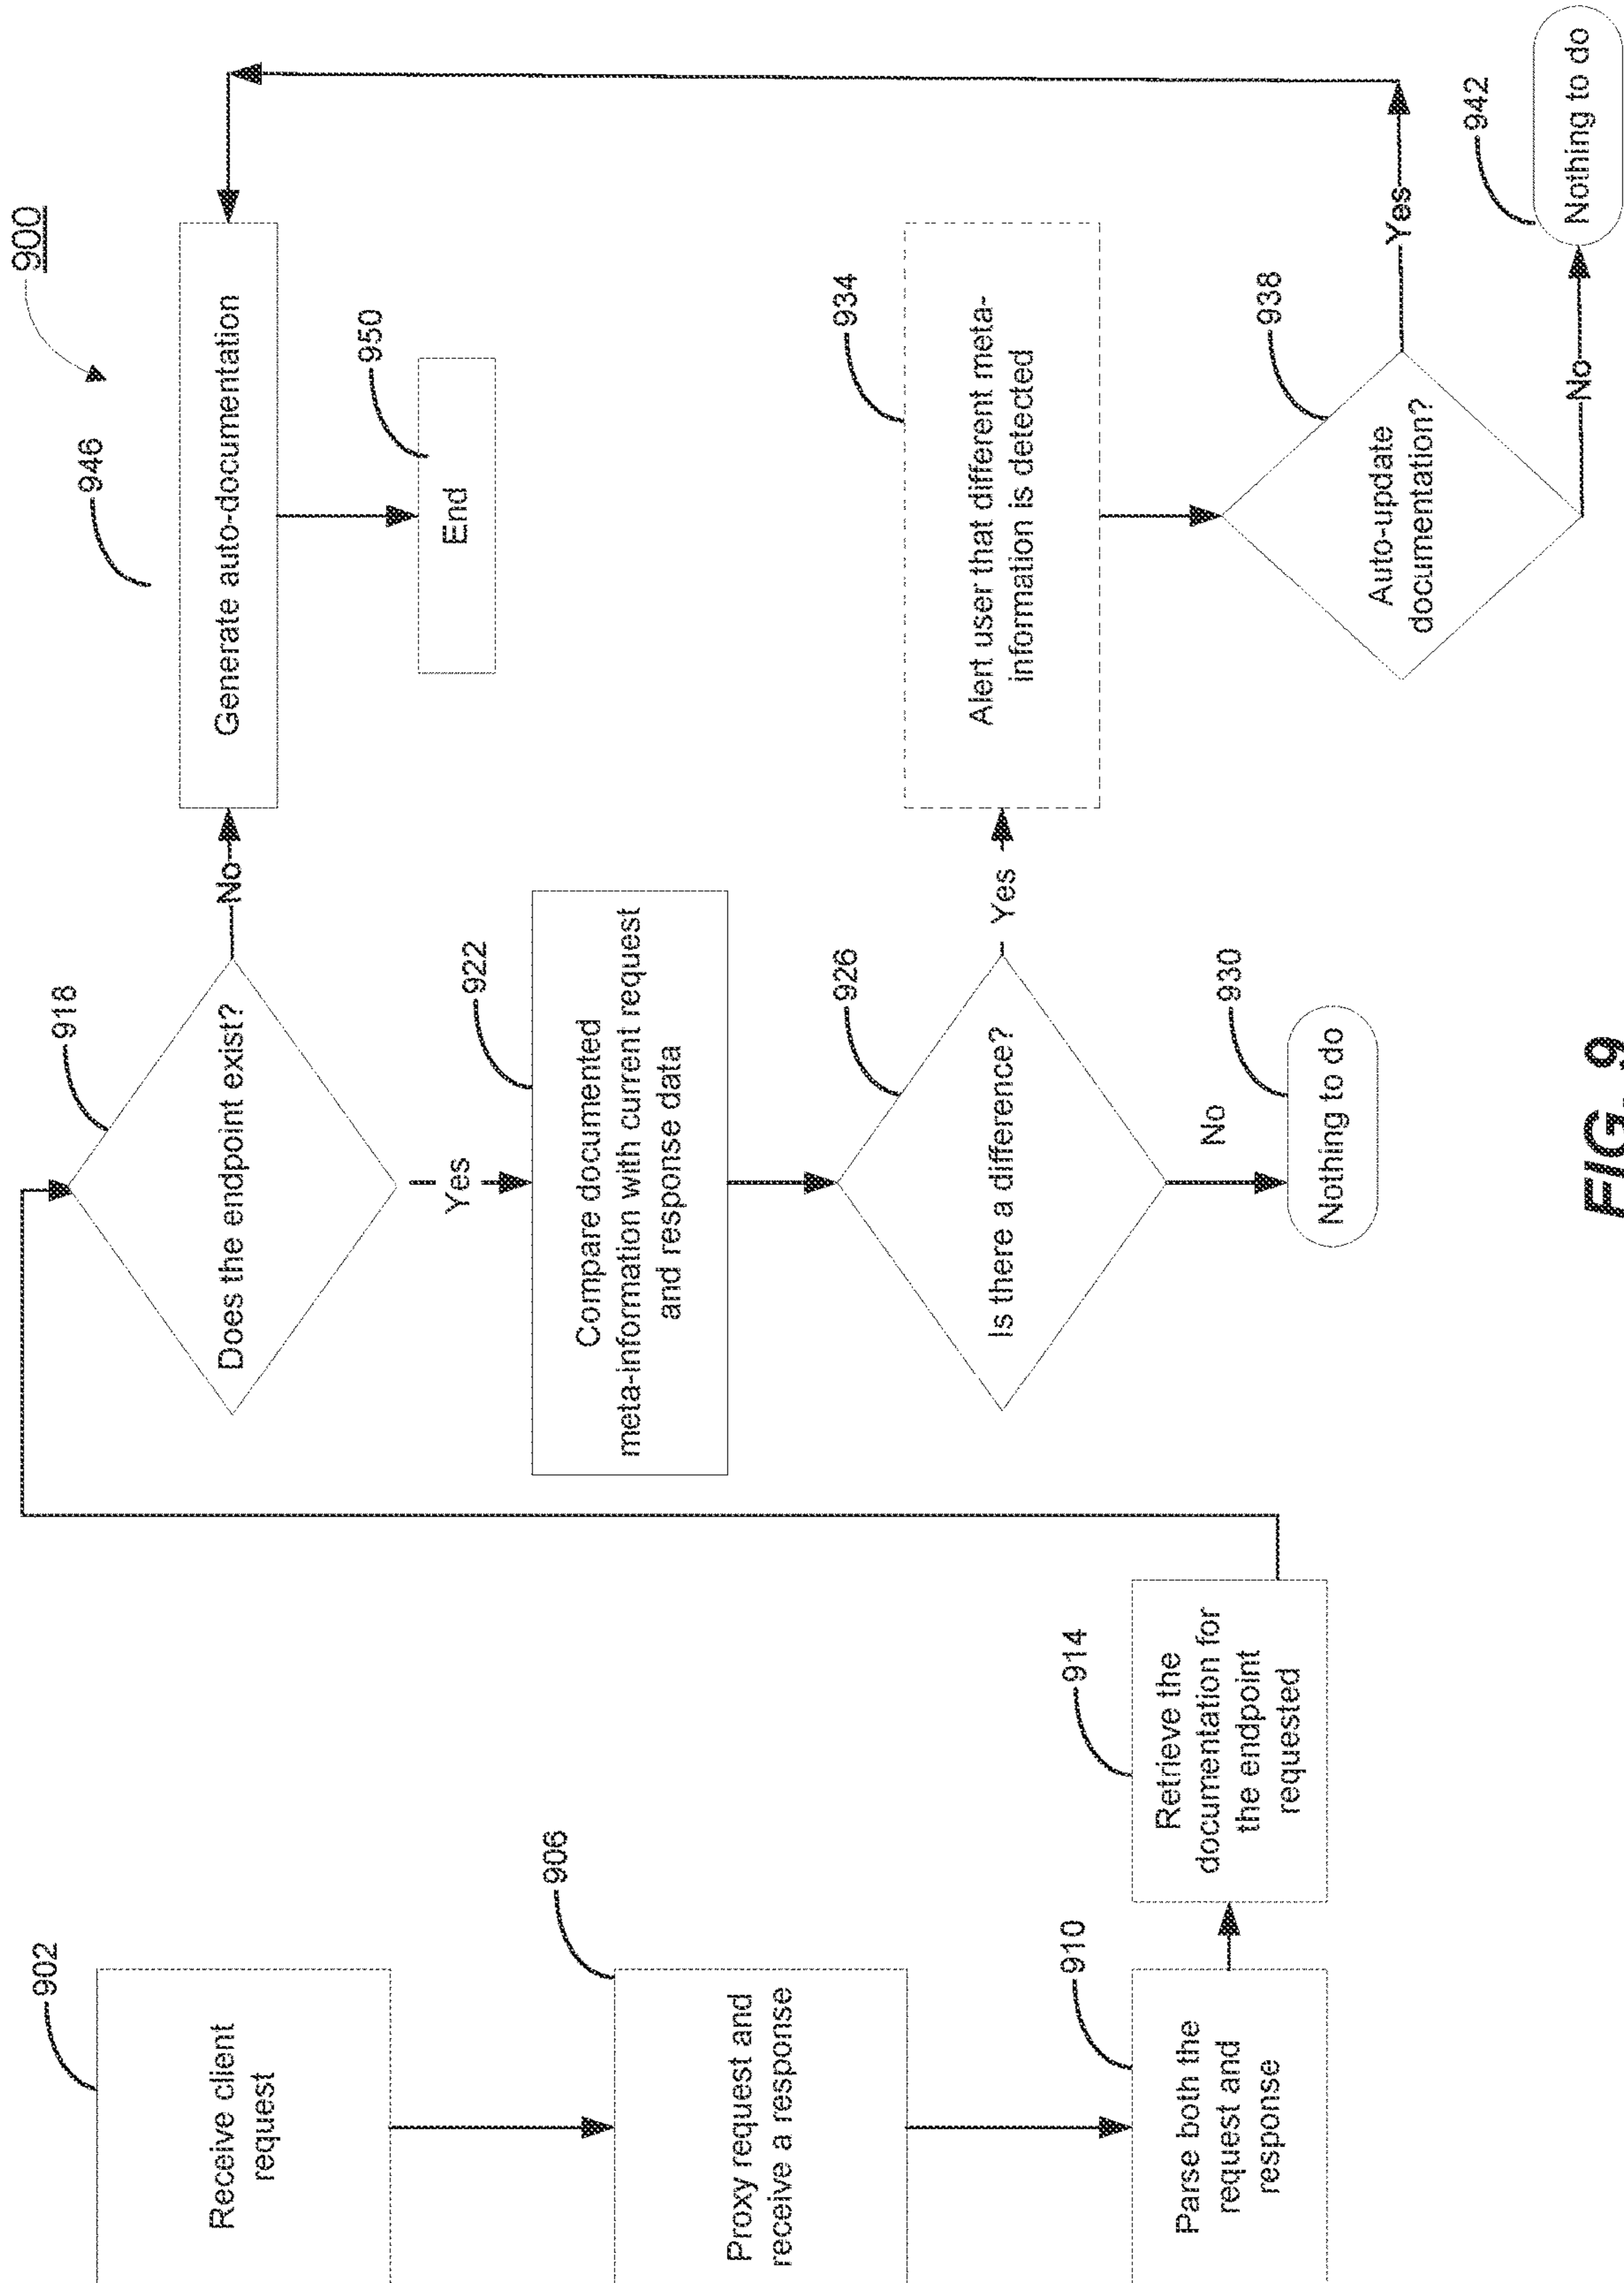 900
902
Receive client
request
906
Proxy request and
receive a response
910
Parse both the
request and
response
914
Retrieve the
documentation for
the endpoint
requested
918
Does the endpoint exist?
No
Yes
922
Compare documented
meta-information with current request
and response data
926
Is there a difference?
Yes
No
930
Nothing to do
946
Generate auto-documentation
950
End
934
Alert user that different meta-
information is detected
938
Auto-update
documentation?
Yes
No
942
Nothing to do
FIG. 9